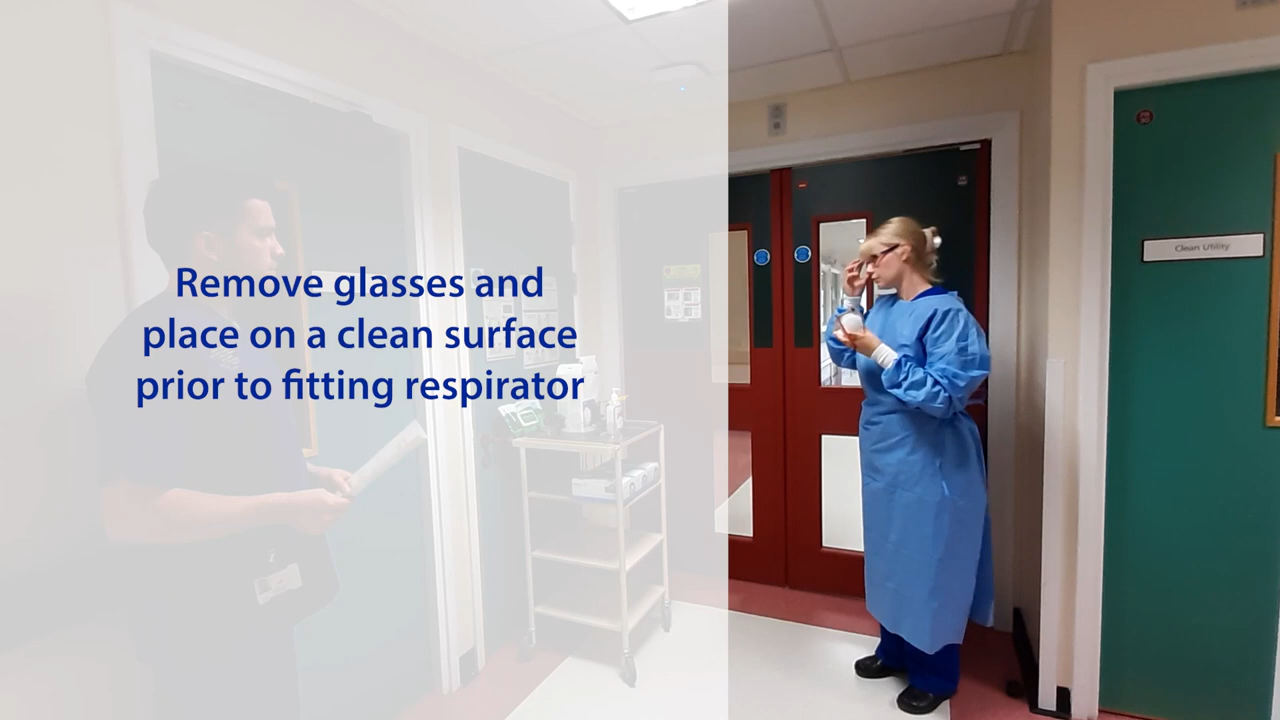 Remove glasses and
place on a clean surface
prior to fitting respirator
Clean Utility